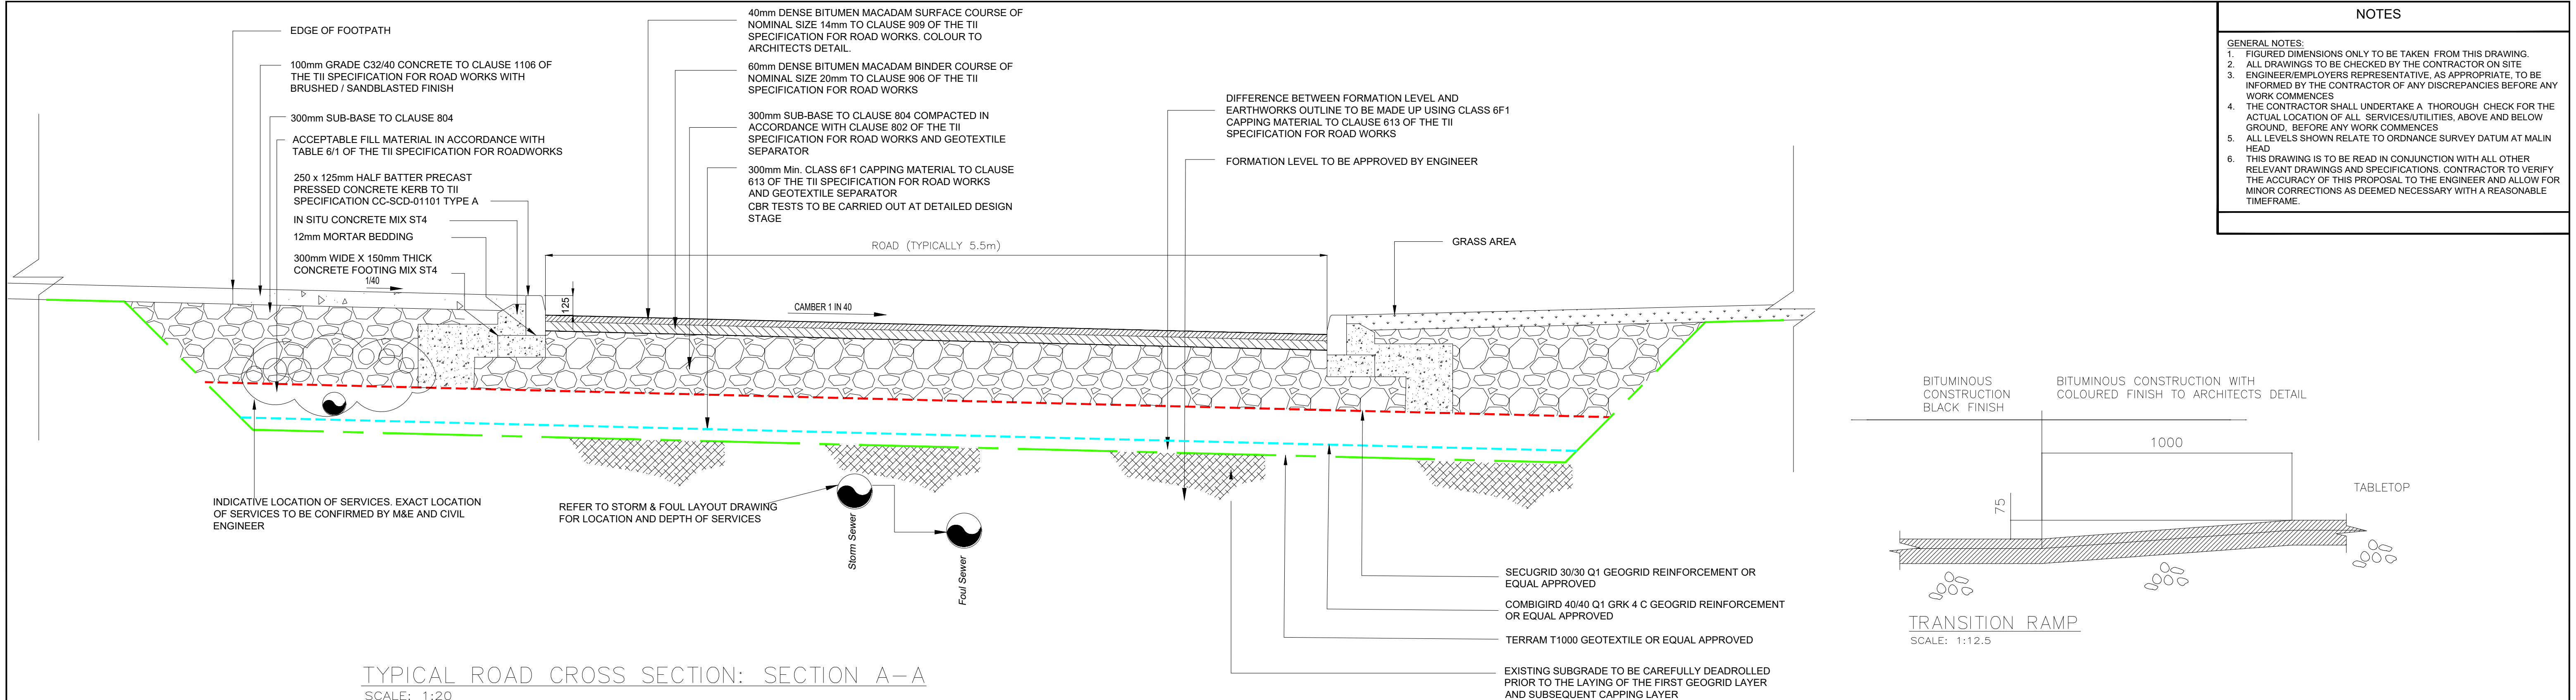 EDGE OF FOOTPATH
100mm GRADE C32/40 CONCRETE TO CLAUSE 1106 OF
THE TII SPECIFICATION FOR ROAD WORKS WITH
BRUSHED / SANDBLASTED FINISH
300mm SUB-BASE TO CLAUSE 804
ACCEPTABLE FILL MATERIAL IN ACCORDANCE WITH
TABLE 6/1 OF THE TII SPECIFICATION FOR ROADWORKS
250 x 125mm HALF BATTER PRECAST
PRESSED CONCRETE KERB TO TII
SPECIFICATION CC-SCD-01101 TYPE A
IN SITU CONCRETE MIX ST4
12mm MORTAR BEDDING
300mm WIDE X 150mm THICK
CONCRETE FOOTING MIX ST4
1/40
40mm DENSE BITUMEN MACADAM SURFACE COURSE OF
NOMINAL SIZE 14mm TO CLAUSE 909 OF THE TII
SPECIFICATION FOR ROAD WORKS. COLOUR TO
ARCHITECTS DETAIL.
60mm DENSE BITUMEN MACADAM BINDER COURSE OF
NOMINAL SIZE 20mm TO CLAUSE 906 OF THE TII
SPECIFICATION FOR ROAD WORKS
300mm SUB-BASE TO CLAUSE 804 COMPACTED IN
ACCORDANCE WITH CLAUSE 802 OF THE TII
SPECIFICATION FOR ROAD WORKS AND GEOTEXTILE
SEPARATOR
300mm Min. CLASS 6F1 CAPPING MATERIAL TO CLAUSE
613 OF THE TII SPECIFICATION FOR ROAD WORKS
AND GEOTEXTILE SEPARATOR
CBR TESTS TO BE CARRIED OUT AT DETAILED DESIGN
STAGE
DIFFERENCE BETWEEN FORMATION LEVEL AND
EARTHWORKS OUTLINE TO BE MADE UP USING CLASS 6F1
CAPPING MATERIAL TO CLAUSE 613 OF THE TII
SPECIFICATION FOR ROAD WORKS
FORMATION LEVEL TO BE APPROVED BY ENGINEER
ROAD (TYPICALLY 5.5m)
GRASS AREA
125
CAMBER 1 IN 40
INDICATIVE LOCATION OF SERVICES. EXACT LOCATION
OF SERVICES TO BE CONFIRMED BY M&E AND CIVIL
ENGINEER
REFER TO STORM & FOUL LAYOUT DRAWING
FOR LOCATION AND DEPTH OF SERVICES
Storm Sewer
Foul Sewer
SECUGRID 30/30 Q1 GEOGRID REINFORCEMENT OR
EQUAL APPROVED
COMBIGIRD 40/40 Q1 GRK 4 C GEOGRID REINFORCEMENT
OR EQUAL APPROVED
TERRAM T1000 GEOTEXTILE OR EQUAL APPROVED
EXISTING SUBGRADE TO BE CAREFULLY DEADROLLED
PRIOR TO THE LAYING OF THE FIRST GEOGRID LAYER
AND SUBSEQUENT CAPPING LAYER
TYPICAL ROAD CROSS SECTION: SECTION A-A
SCALE: 1:20
NOTES
GENERAL NOTES:
1. FIGURED DIMENSIONS ONLY TO BE TAKEN FROM THIS DRAWING.
2. ALL DRAWINGS TO BE CHECKED BY THE CONTRACTOR ON SITE
3. ENGINEER/EMPLOYERS REPRESENTATIVE, AS APPROPRIATE, TO BE
INFORMED BY THE CONTRACTOR OF ANY DISCREPANCIES BEFORE ANY
WORK COMMENCES
4. THE CONTRACTOR SHALL UNDERTAKE A THOROUGH CHECK FOR THE
ACTUAL LOCATION OF ALL SERVICES/UTILITIES, ABOVE AND BELOW
GROUND, BEFORE ANY WORK COMMENCES
5. ALL LEVELS SHOWN RELATE TO ORDNANCE SURVEY DATUM AT MALIN
HEAD
6. THIS DRAWING IS TO BE READ IN CONJUNCTION WITH ALL OTHER
RELEVANT DRAWINGS AND SPECIFICATIONS. CONTRACTOR TO VERIFY
THE ACCURACY OF THIS PROPOSAL TO THE ENGINEER AND ALLOW FOR
MINOR CORRECTIONS AS DEEMED NECESSARY WITH A REASONABLE
TIMEFRAME.
BITUMINOUS
CONSTRUCTION
BLACK FINISH
BITUMINOUS CONSTRUCTION WITH
COLOURED FINISH TO ARCHITECTS DETAIL
1000
75
TABLETOP
TRANSITION RAMP
SCALE: 1:12.5